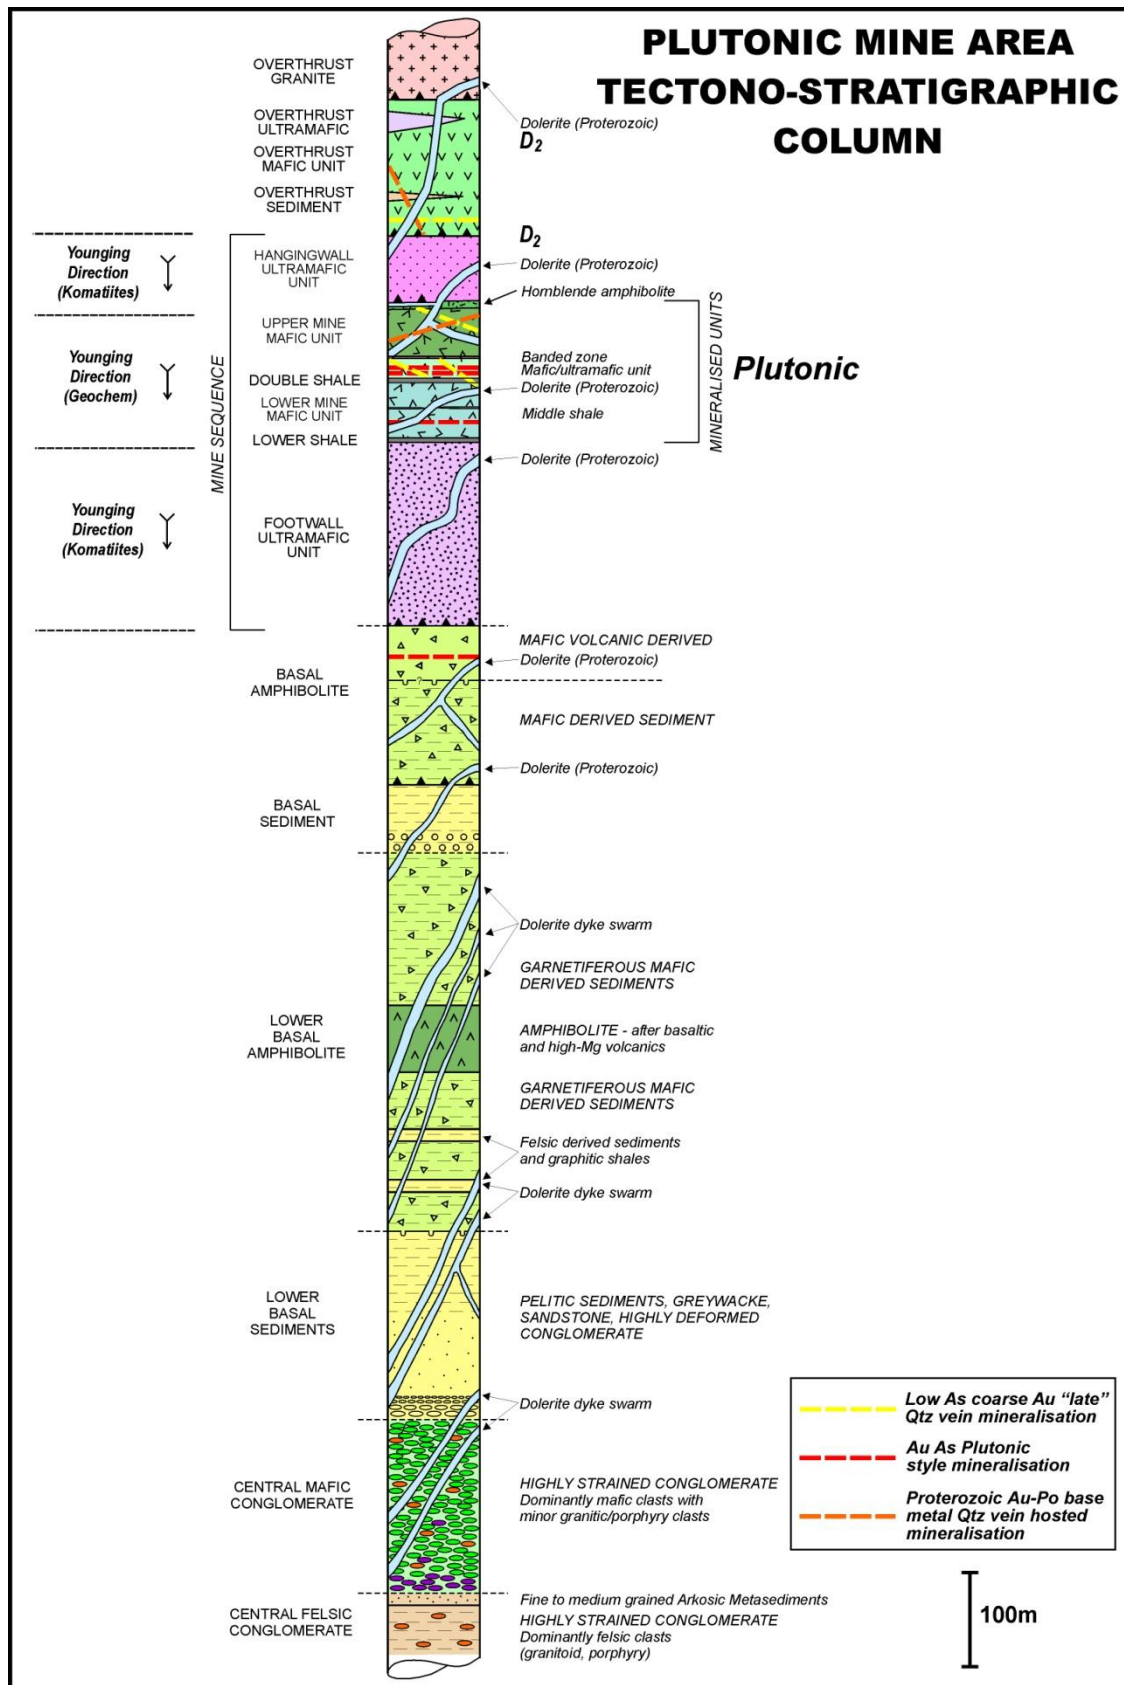 PLUTONIC MINE AREA
TECTONO-STRATIGRAPHIC
COLUMN
OVERTHRUST
GRANITE
OVERTHRUST
ULTRAMAFIC
Dolerite (Proterozoic)
D2
OVERTHRUST
MAFIC UNIT
OVERTHRUST
SEDIMENT
D2
Younging
Direction
(Komatiites)
HANGINGWALL
ULTRAMAFIC
UNIT
Dolerite (Proterozoic)
Hornblende amphibolite
UPPER MINE
MAFIC UNIT
Younging
Direction
(Geochem)
MINE SEQUENCE
Banded zone
Mafic/ultramafic unit
DOUBLE SHALE
Dolerite (Proterozoic)
LOWER MINE
MAFIC UNIT
Middle shale
LOWER SHALE
MINERALISED UNITS
Plutonic
Dolerite (Proterozoic)
Younging
Direction
(Komatiites)
FOOTWALL
ULTRAMAFIC
UNIT
MAFIC VOLCANIC DERIVED
Dolerite (Proterozoic)
BASAL
AMPHIBOLITE
?
MAFIC DERIVED SEDIMENT
Dolerite (Proterozoic)
BASAL
SEDIMENT
Dolerite dyke swarm
GARNETIFEROUS MAFIC
DERIVED SEDIMENTS
LOWER
BASAL
AMPHIBOLITE
AMPHIBOLITE - after basaltic
and high-Mg volcanics
GARNETIFEROUS MAFIC
DERIVED SEDIMENTS
Felsic derived sediments
and graphitic shales
Dolerite dyke swarm
LOWER
BASAL
SEDIMENTS
PELITIC SEDIMENTS, GREYWACKE,
SANDSTONE, HIGHLY DEFORMED
CONGLOMERATE
Dolerite dyke swarm
CENTRAL MAFIC
CONGLOMERATE
HIGHLY STRAINED CONGLOMERATE
Dominantly mafic clasts with
minor granitic/porphyry clasts
Fine to medium grained Arkosic Metasediments
CENTRAL FELSIC
CONGLOMERATE
HIGHLY STRAINED CONGLOMERATE
Dominantly felsic clasts
(granitoid, porphyry)
Low As coarse Au “late”
Qtz vein mineralisation
Au As Plutonic
style mineralisation
Proterozoic Au-Po base
metal Qtz vein hosted
mineralisation
100m